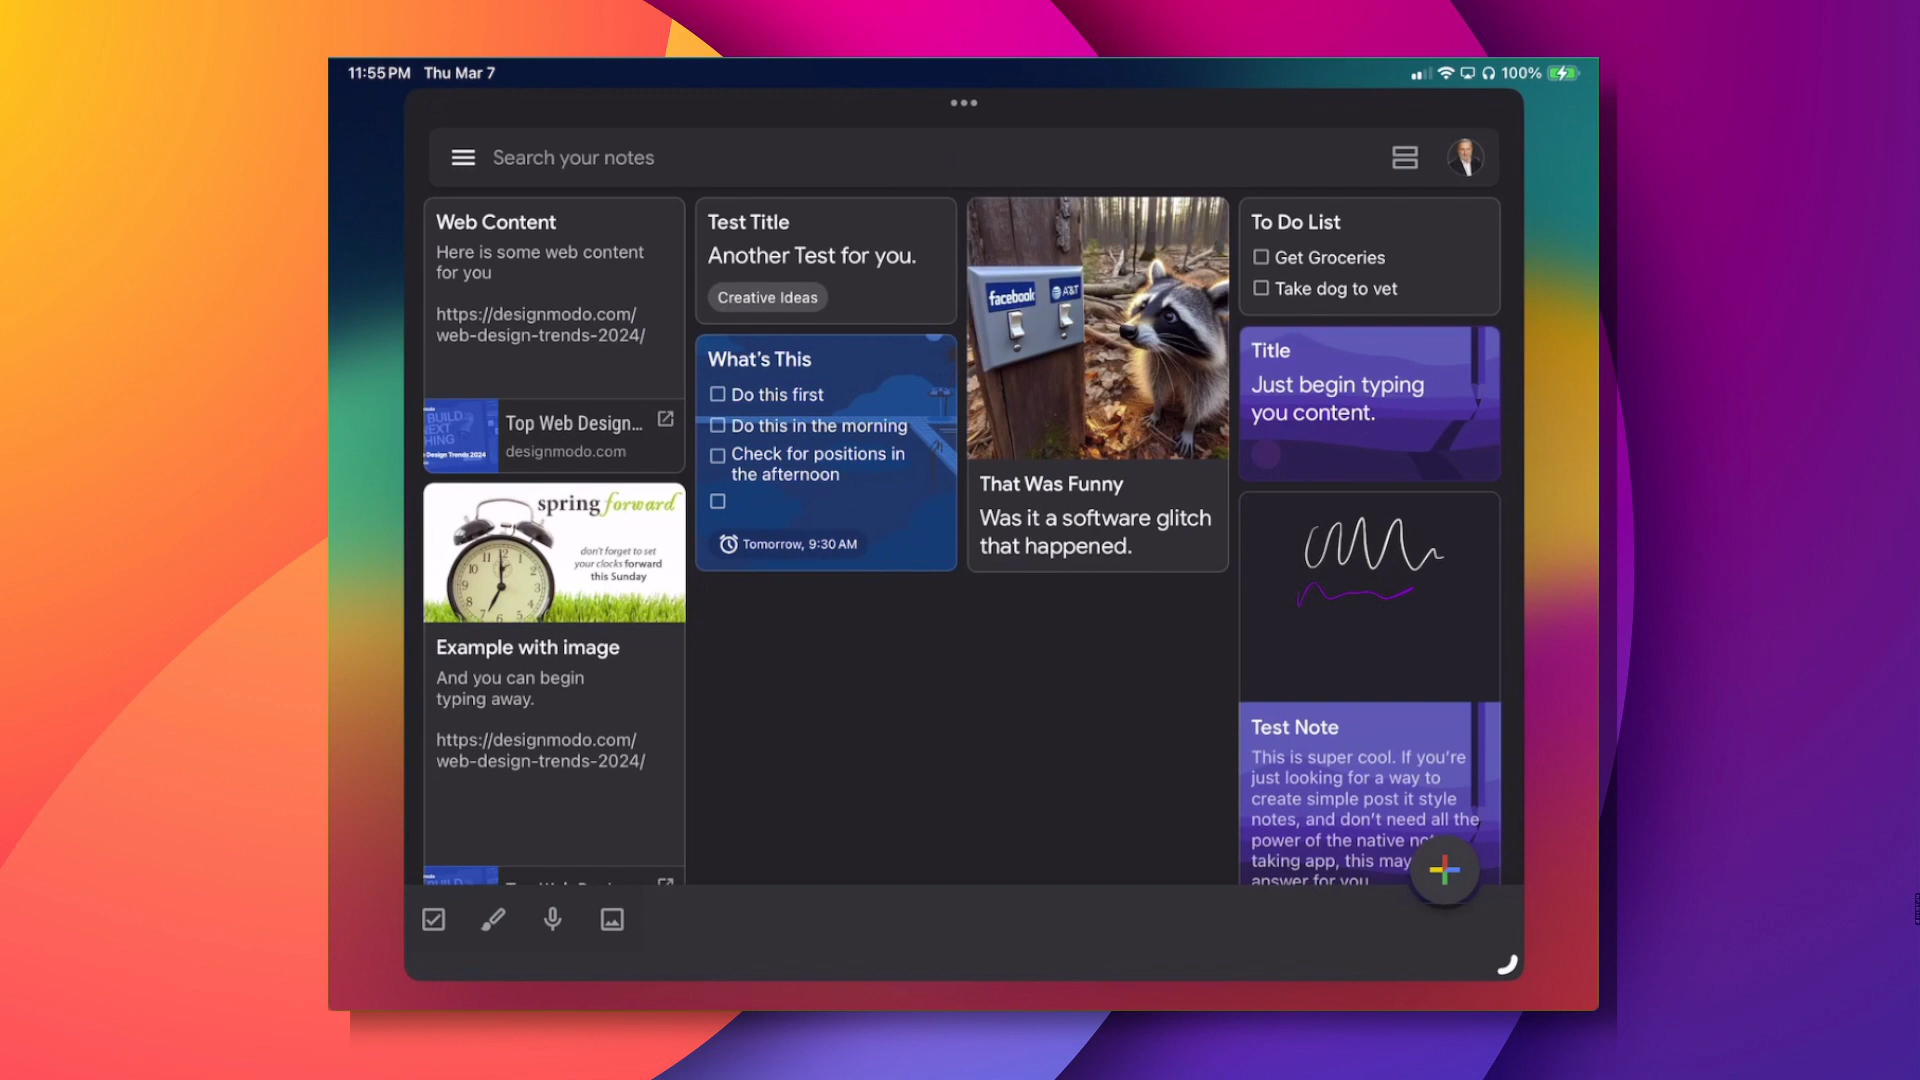 11:55 PM Thu Mar 7
100%
Search your notes
Web Content
Here is some web content
for you
https://designmodo.com/
web-design-trends-2024/
Top Web Design...
designmodo.com
spring forward
don't forget to set
your clocks forward
this Sunday
Example with image
And you can begin
typing away.
https://designmodo.com/
web-design-trends-2024/
Test Title
Another Test for you.
Creative Ideas
What's This
Do this first
Do this in the morning
Check for positions in
the afternoon
Tomorrow, 9:30 AM
facebook
AT&T
That Was Funny
Was it a software glitch
that happened.
To Do List
Get Groceries
Take dog to vet
Title
Just begin typing
you content.
Test Note
This is super cool. If you're
just looking for a way to
create simple post it style
notes, and don't need all the
power of the native
taking app, this may
answer for you